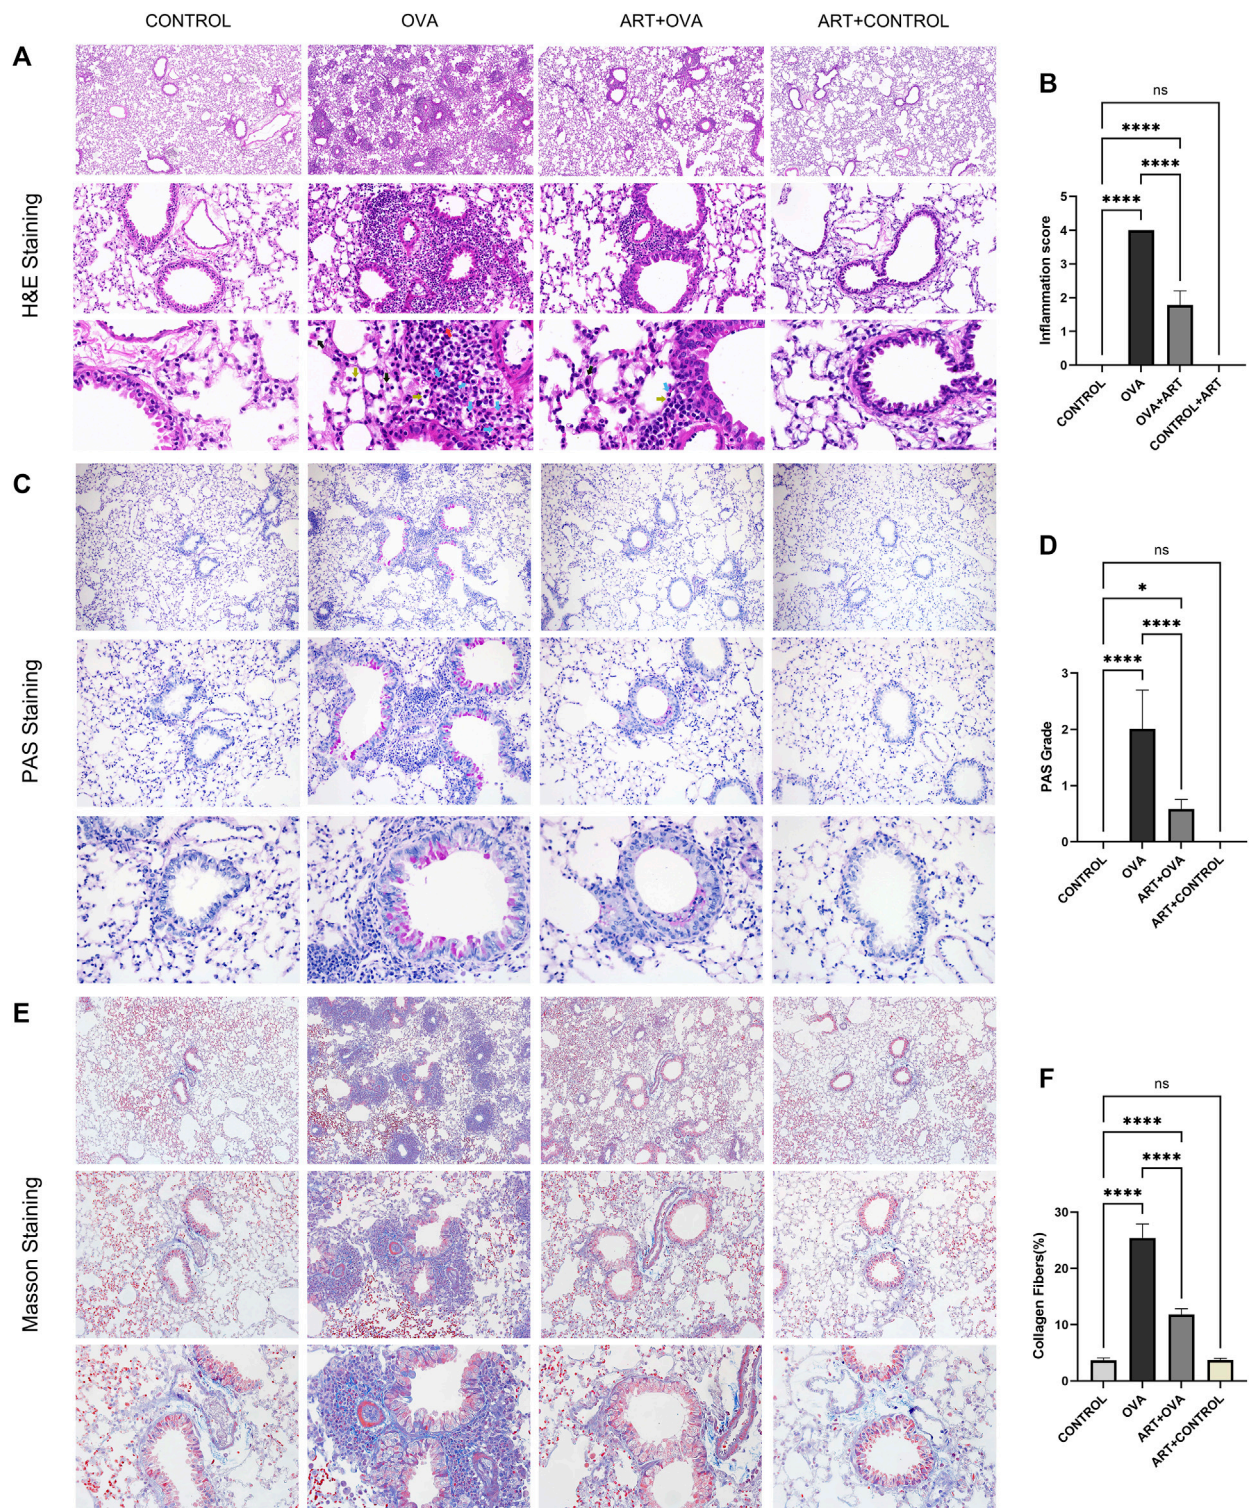 CONTROL OVA ART+OVA ART+CONTROL
A
H&E Staining
B
ns
****
****
****
Inflammation score
5
4
3
2
1
0
CONTROL
OVA
OVA+ART
CONTROL+ART
C
PAS Staining
D
ns
*
****
****
PAS Grade
3
2
1
0
CONTROL
OVA
ART+OVA
ART+CONTROL
E
Masson Staining
F
ns
****
****
****
Collagen Fibers(%)
30
20
10
0
CONTROL
OVA
ART+OVA
ART+CONTROL